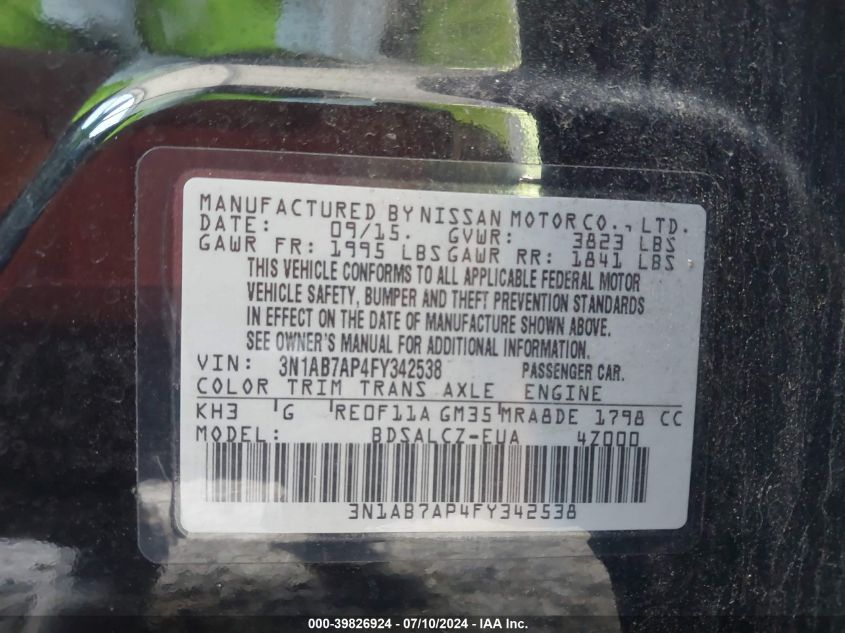 MANUFACTURED BY NISSAN MOTOR CO., LTD.
DATE: 09/15. GVWR: 3823 LBS
GAWR FR: 1995 LBS GAWR RR: 1841 LBS
THIS VEHICLE CONFORMS TO ALL APPLICABLE FEDERAL MOTOR
VEHICLE SAFETY, BUMPER AND THEFT PREVENTION STANDARDS
IN EFFECT ON THE DATE OF MANUFACTURE SHOWN ABOVE.
SEE OWNER'S MANUAL FOR ADDITIONAL INFORMATION.
VIN: 3N1AB7AP4FY342538 PASSENGER CAR.
COLOR TRIM TRANS AXLE ENGINE
KH3 G RE0F11A GM35 MRA8DE 1798 CC
MODEL: BDSALCZ-EUA 4Z000
3N1AB7AP4FY342538
000-39826924 - 07/10/2024 - IAA Inc.